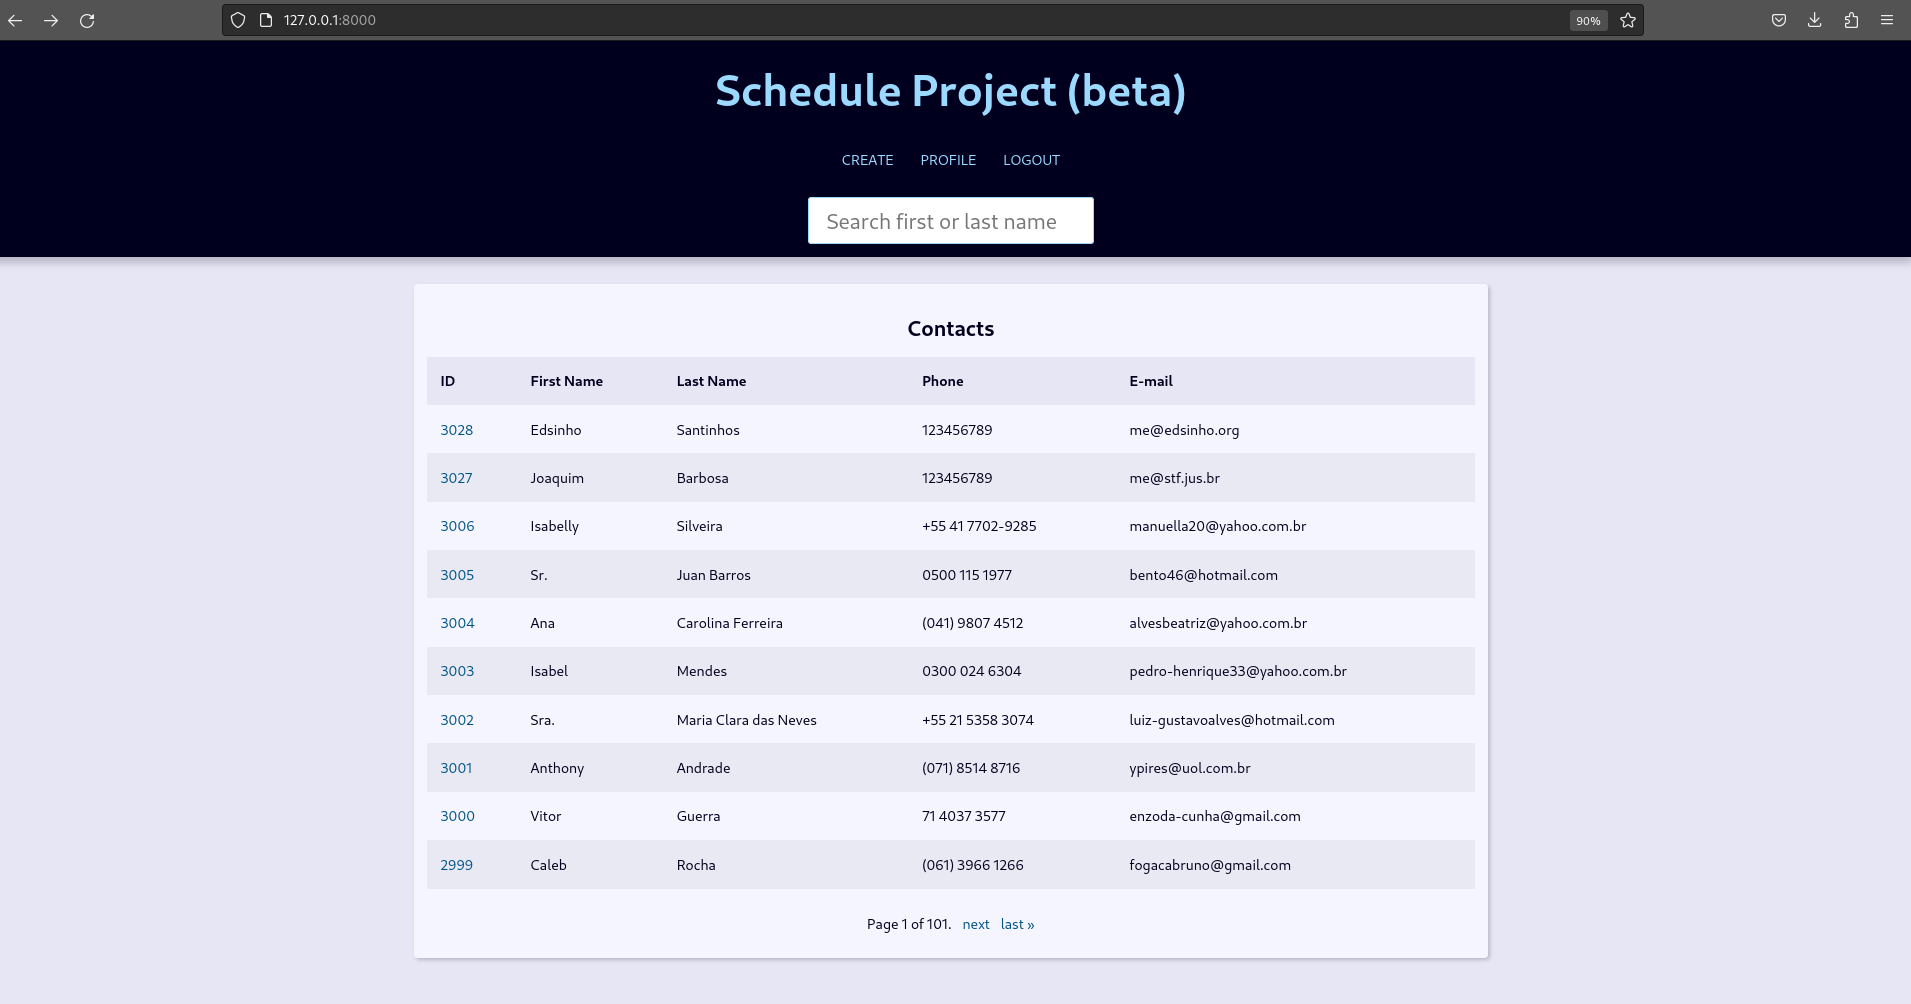 127.0.0.1:8000 90%
Schedule Project (beta)
CREATE PROFILE LOGOUT
Search first or last name
Contacts
ID First Name Last Name Phone E-mail
3028 Edsinho Santinhos 123456789 me@edsinho.org
3027 Joaquim Barbosa 123456789 me@stf.jus.br
3006 Isabelly Silveira +55 41 7702-9285 manuella20@yahoo.com.br
3005 Sr. Juan Barros 0500 115 1977 bento46@hotmail.com
3004 Ana Carolina Ferreira (041) 9807 4512 alvesbeatriz@yahoo.com.br
3003 Isabel Mendes 0300 024 6304 pedro-henrique33@yahoo.com.br
3002 Sra. Maria Clara das Neves +55 21 5358 3074 luiz-gustavoalves@hotmail.com
3001 Anthony Andrade (071) 8514 8716 ypires@uol.com.br
3000 Vitor Guerra 71 4037 3577 enzoda-cunha@gmail.com
2999 Caleb Rocha (061) 3966 1266 fogacabruno@gmail.com
Page 1 of 101. next last »